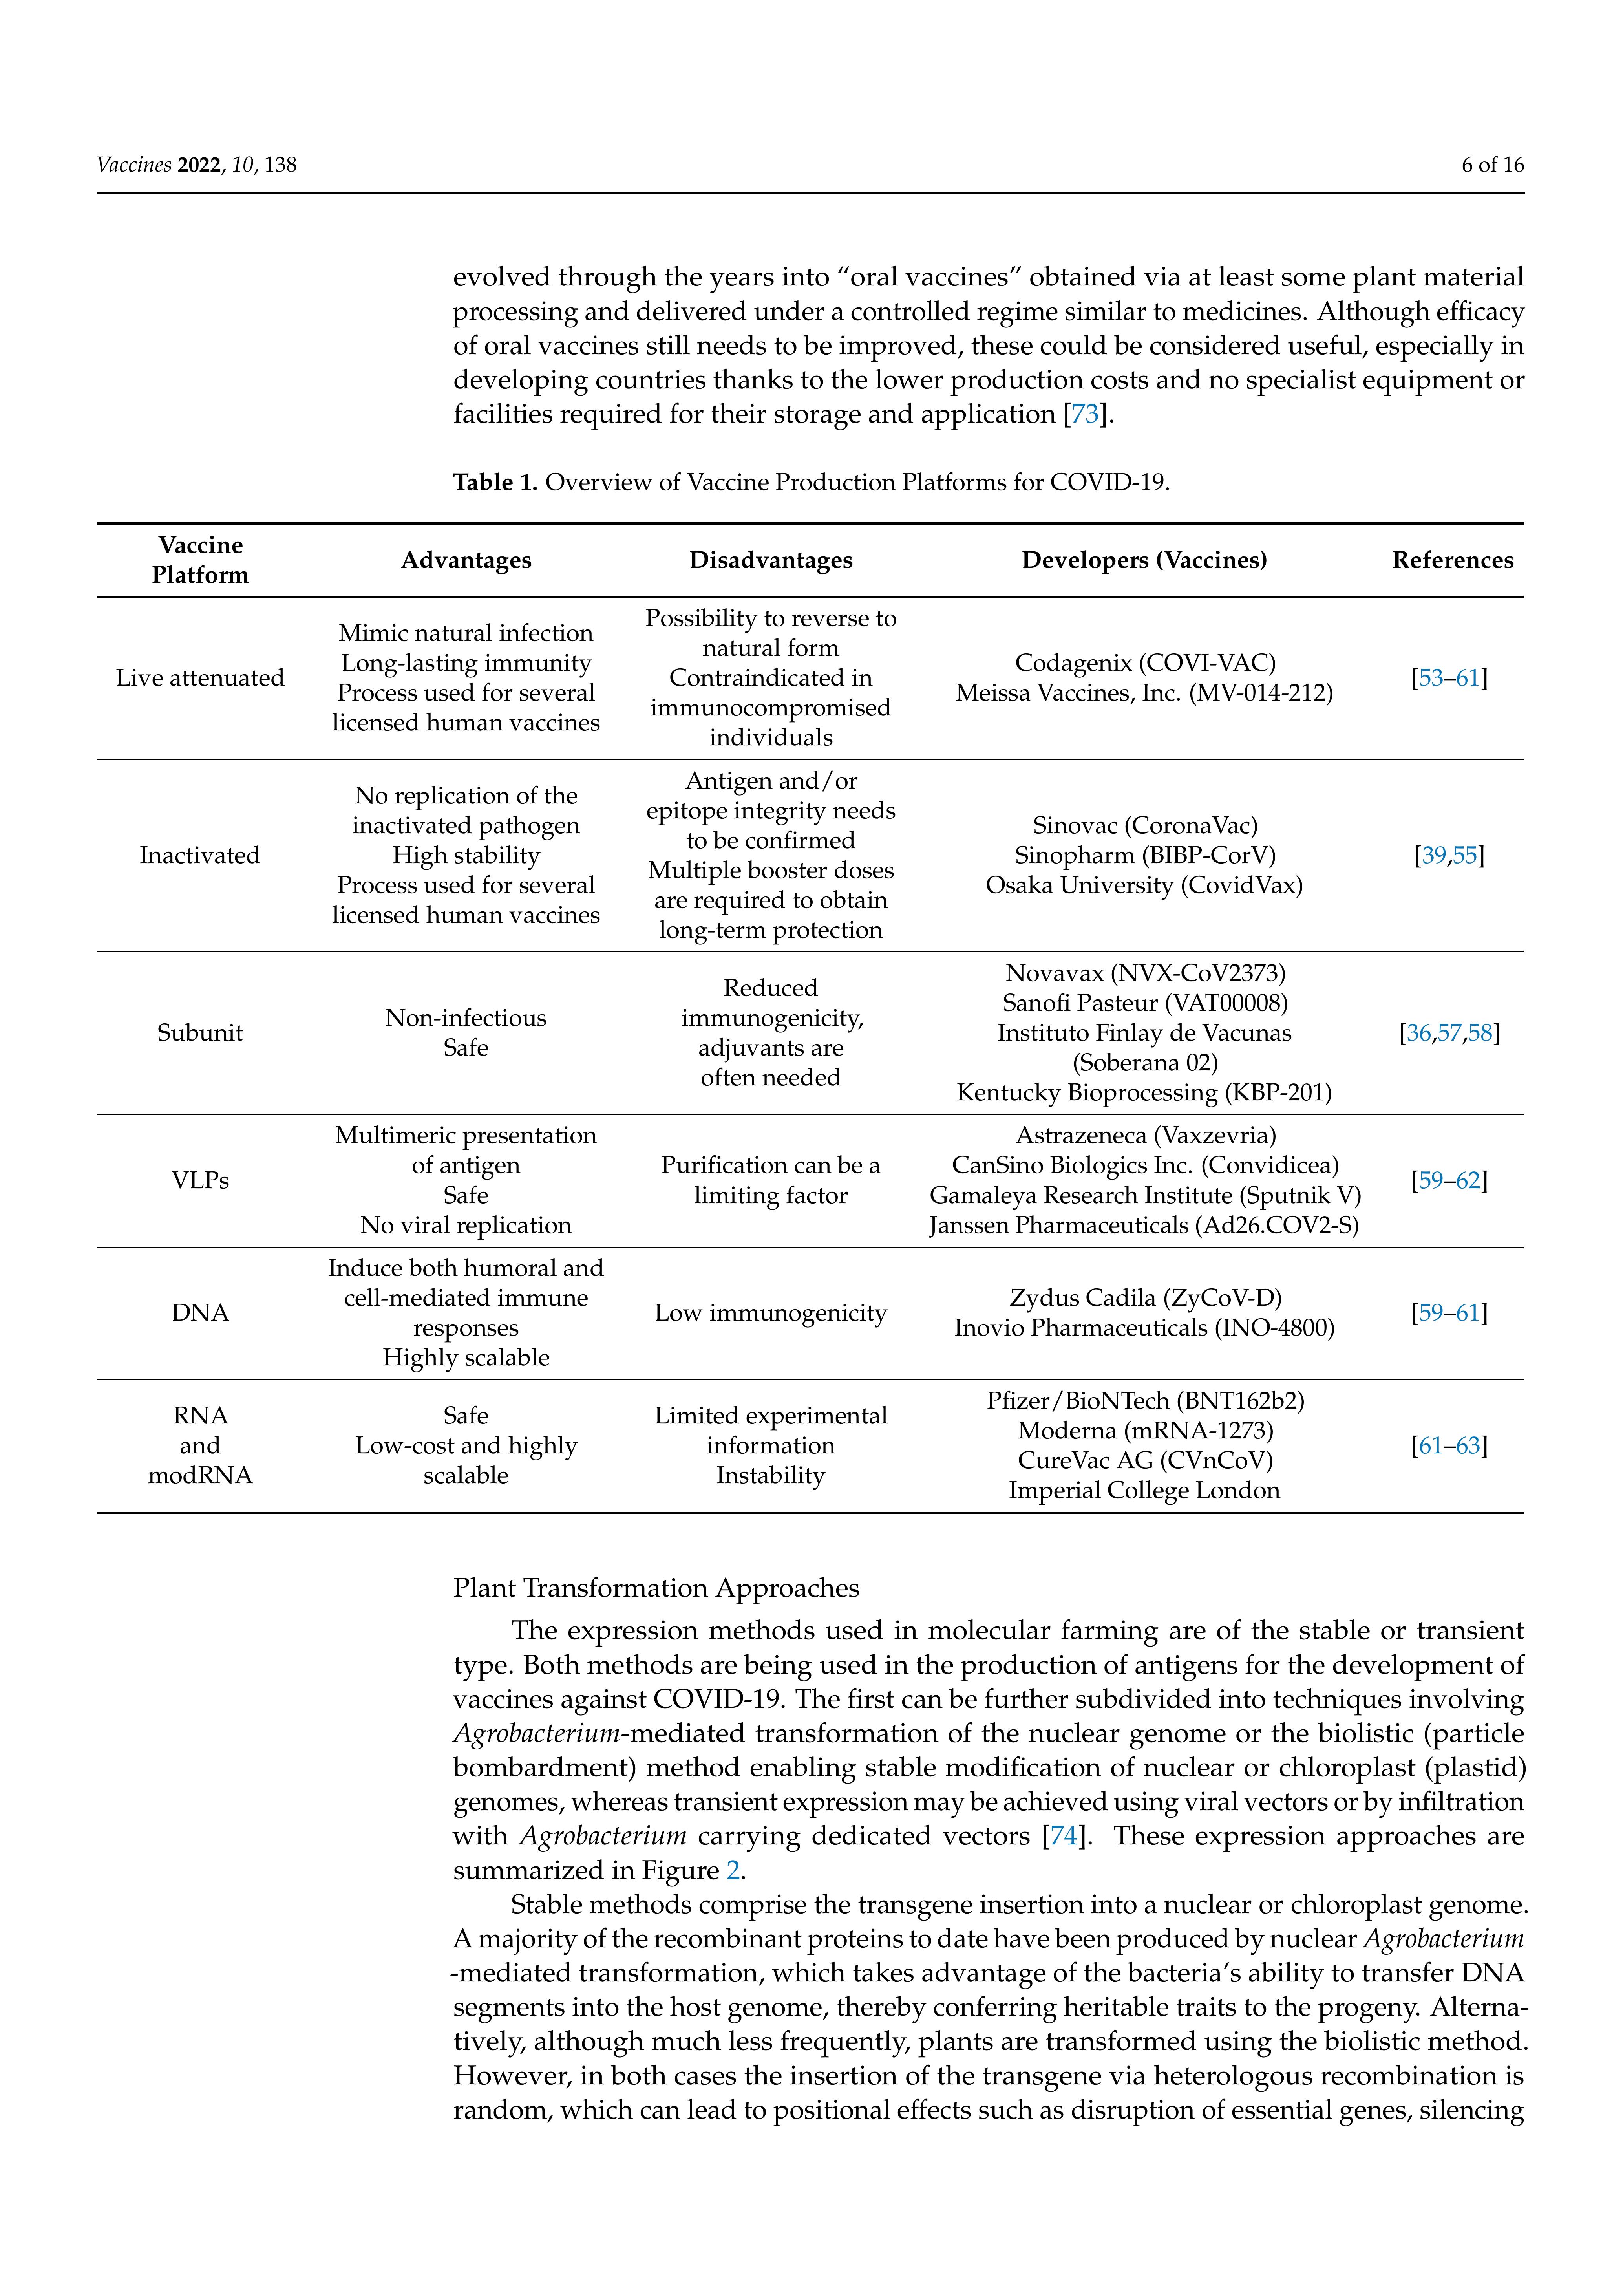 Vaccines 2022, 10, 138
6 of 16
evolved through the years into “oral vaccines” obtained via at least some plant material
processing and delivered under a controlled regime similar to medicines. Although efficacy
of oral vaccines still needs to be improved, these could be considered useful, especially in
developing countries thanks to the lower production costs and no specialist equipment or
facilities required for their storage and application [73].
Table 1. Overview of Vaccine Production Platforms for COVID-19.
Vaccine
Platform
Advantages
Disadvantages
Developers (Vaccines)
References
Live attenuated
Mimic natural infection
Long-lasting immunity
Process used for several
licensed human vaccines
Possibility to reverse to
natural form
Contraindicated in
immunocompromised
individuals
Codagenix (COVI-VAC)
Meissa Vaccines, Inc. (MV-014-212)
[53–61]
Inactivated
No replication of the
inactivated pathogen
High stability
Process used for several
licensed human vaccines
Antigen and/or
epitope integrity needs
to be confirmed
Multiple booster doses
are required to obtain
long-term protection
Sinovac (CoronaVac)
Sinopharm (BIBP-CorV)
Osaka University (CovidVax)
[39,55]
Subunit
Non-infectious
Safe
Reduced
immunogenicity,
adjuvants are
often needed
Novavax (NVX-CoV2373)
Sanofi Pasteur (VAT00008)
Instituto Finlay de Vacunas
(Soberana 02)
Kentucky Bioprocessing (KBP-201)
[36,57,58]
VLPs
Multimeric presentation
of antigen
Safe
No viral replication
Purification can be a
limiting factor
Astrazeneca (Vaxzevria)
CanSino Biologics Inc. (Convidicea)
Gamaleya Research Institute (Sputnik V)
Janssen Pharmaceuticals (Ad26.COV2-S)
[59–62]
DNA
Induce both humoral and
cell-mediated immune
responses
Highly scalable
Low immunogenicity
Zydus Cadila (ZyCoV-D)
Inovio Pharmaceuticals (INO-4800)
[59–61]
RNA
and
modRNA
Safe
Low-cost and highly
scalable
Limited experimental
information
Instability
Pfizer/BioNTech (BNT162b2)
Moderna (mRNA-1273)
CureVac AG (CVnCoV)
Imperial College London
[61–63]
Plant Transformation Approaches
The expression methods used in molecular farming are of the stable or transient
type. Both methods are being used in the production of antigens for the development of
vaccines against COVID-19. The first can be further subdivided into techniques involving
Agrobacterium-mediated transformation of the nuclear genome or the biolistic (particle
bombardment) method enabling stable modification of nuclear or chloroplast (plastid)
genomes, whereas transient expression may be achieved using viral vectors or by infiltration
with Agrobacterium carrying dedicated vectors [74]. These expression approaches are
summarized in Figure 2.
Stable methods comprise the transgene insertion into a nuclear or chloroplast genome.
A majority of the recombinant proteins to date have been produced by nuclear Agrobacterium
-mediated transformation, which takes advantage of the bacteria’s ability to transfer DNA
segments into the host genome, thereby conferring heritable traits to the progeny. Alterna-
tively, although much less frequently, plants are transformed using the biolistic method.
However, in both cases the insertion of the transgene via heterologous recombination is
random, which can lead to positional effects such as disruption of essential genes, silencing